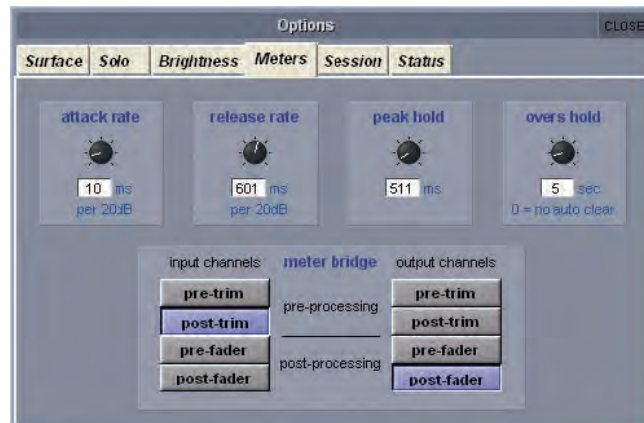 Options
CLOSE
Surface Solo Brightness Meters Session Status
attack rate release rate peak hold overs hold
10 ms 601 ms 511 ms 5 sec
per 20dB per 20dB 0 = no auto clear
input channels meter bridge output channels
pre-trim pre-trim
pre-processing
post-trim post-trim
pre-fader pre-fader
post-processing
post-fader post-fader